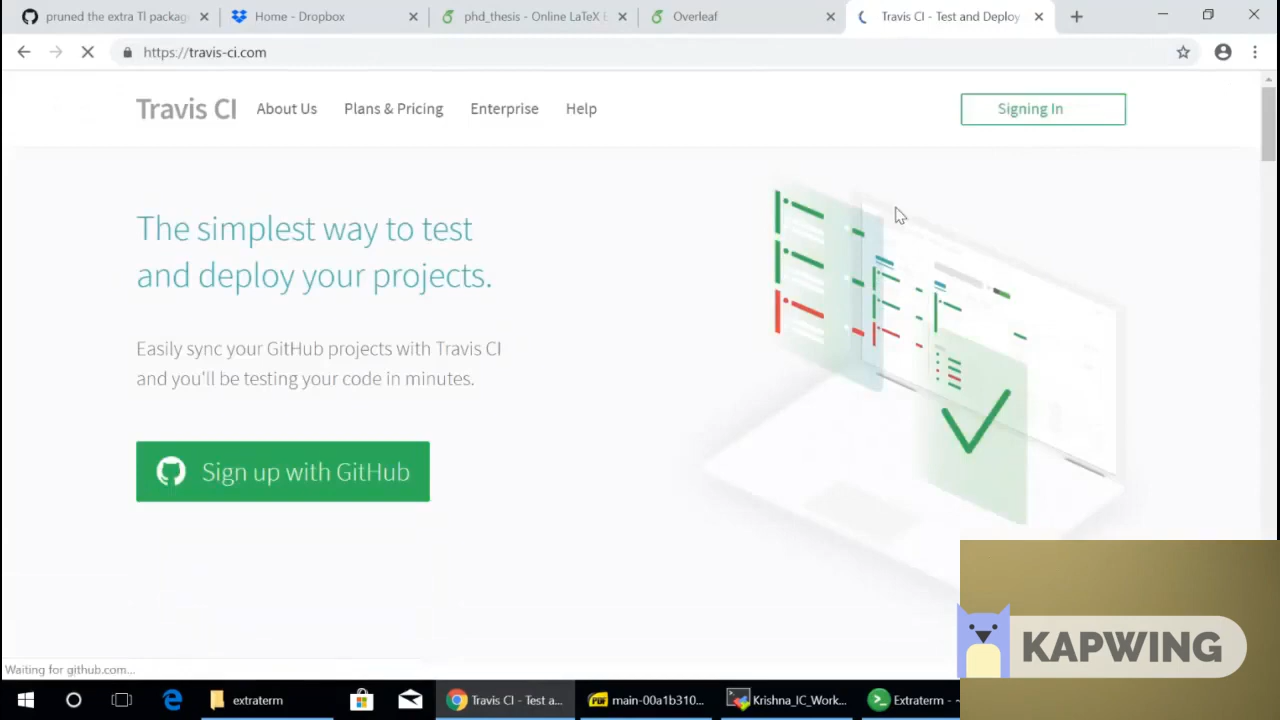 pruned the extra Tl packag
Home - Dropbox
phd_thesis - Online LaTeX E
Overleaf
Travis CI - Test and Deploy
https://travis-ci.com
Travis CI
About Us
Plans & Pricing
Enterprise
Help
Signing In
The simplest way to test
and deploy your projects.
Easily sync your GitHub projects with Travis CI
and you'll be testing your code in minutes.
Sign up with GitHub
KAPWING
Waiting for github.com...
extraterm
Travis CI - Test a...
main-00a1b310...
Krishna_IC_Work...
Extraterm - ~